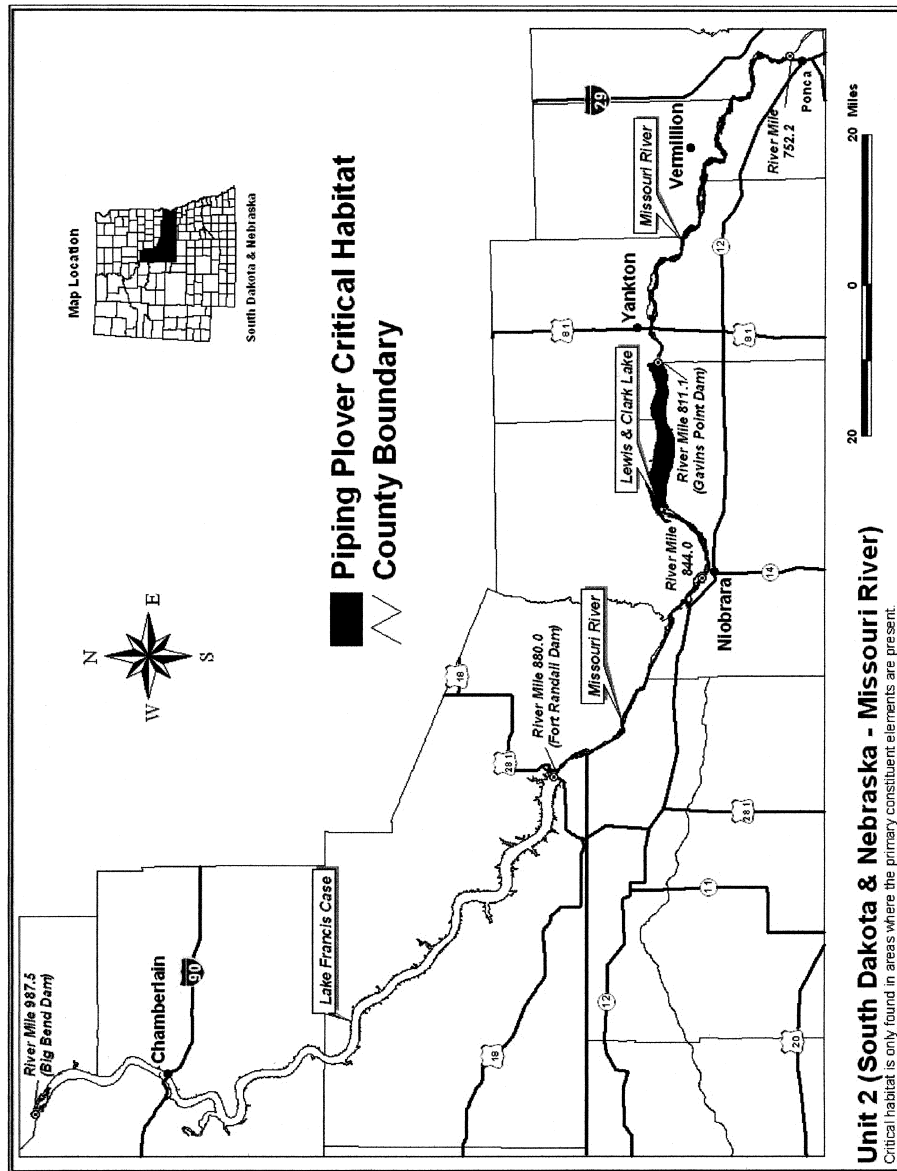 Map Location
South Dakota & Nebraska
N
W
E
S
Piping Plover Critical Habitat
County Boundary
River Mile 987.5
(Big Bend Dam)
Chamberlain
90
Lake Francis Case
18
281
River Mile 880.0
(Fort Randall Dam)
Missouri River
18
12
11
281
20
Niobrara
14
River Mile
844.0
Lewis & Clark Lake
River Mile 811.1
(Gavins Point Dam)
81
Yankton
81
Missouri River
Vermillion
29
12
River Mile
752.2
Ponca
20
0
20 Miles
Unit 2 (South Dakota & Nebraska - Missouri River)
Critical habitat is only found in areas where the primary constituent elements are present.